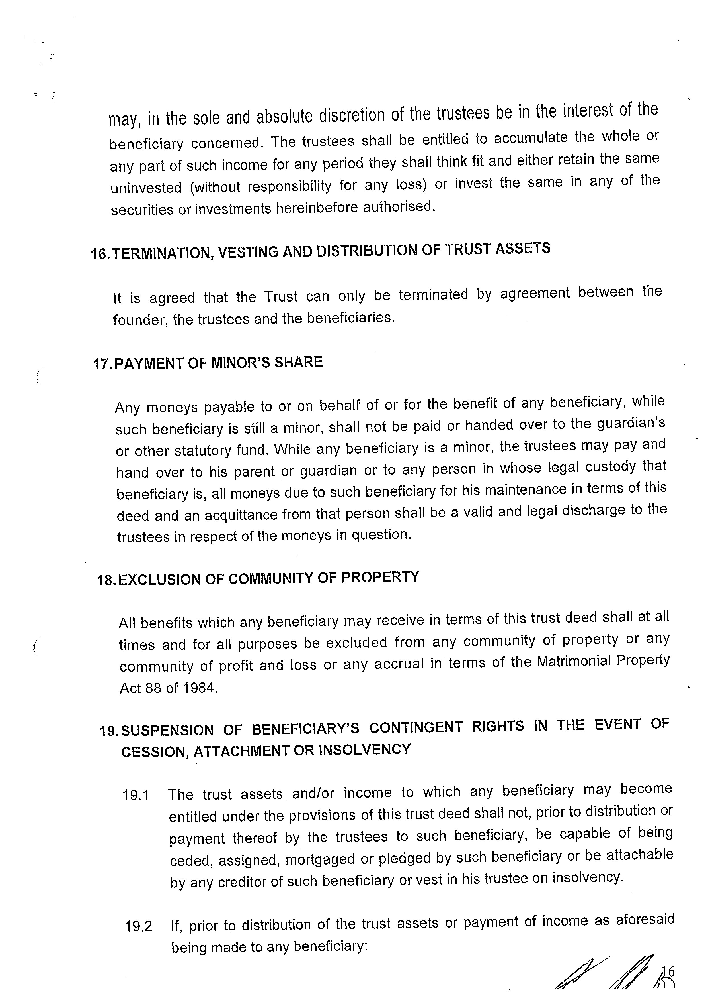 may, in the sole and absolute discretion of the trustees be in the interest of the
beneficiary concerned. The trustees shall be entitled to accumulate the whole or
any part of such income for any period they shall think fit and either retain the same
uninvested (without responsibility for any loss) or invest the same in any of the
securities or investments hereinbefore authorised.
16. TERMINATION, VESTING AND DISTRIBUTION OF TRUST ASSETS
It is agreed that the Trust can only be terminated by agreement between the
founder, the trustees and the beneficiaries.
17. PAYMENT OF MINOR'S SHARE
Any moneys payable to or on behalf of or for the benefit of any beneficiary, while
such beneficiary is still a minor, shall not be paid or handed over to the guardian's
or other statutory fund. While any beneficiary is a minor, the trustees may pay and
hand over to his parent or guardian or to any person in whose legal custody that
beneficiary is, all moneys due to such beneficiary for his maintenance in terms of this
deed and an acquittance from that person shall be a valid and legal discharge to the
trustees in respect of the moneys in question.
18. EXCLUSION OF COMMUNITY OF PROPERTY
All benefits which any beneficiary may receive in terms of this trust deed shall at all
times and for all purposes be excluded from any community of property or any
community of profit and loss or any accrual in terms of the Matrimonial Property
Act 88 of 1984.
19. SUSPENSION OF BENEFICIARY'S CONTINGENT RIGHTS IN THE EVENT OF
CESSION, ATTACHMENT OR INSOLVENCY
19.1 The trust assets and/or income to which any beneficiary may become
entitled under the provisions of this trust deed shall not, prior to distribution or
payment thereof by the trustees to such beneficiary, be capable of being
ceded, assigned, mortgaged or pledged by such beneficiary or be attachable
by any creditor of such beneficiary or vest in his trustee on insolvency.
19.2 If, prior to distribution of the trust assets or payment of income as aforesaid
being made to any beneficiary:
16